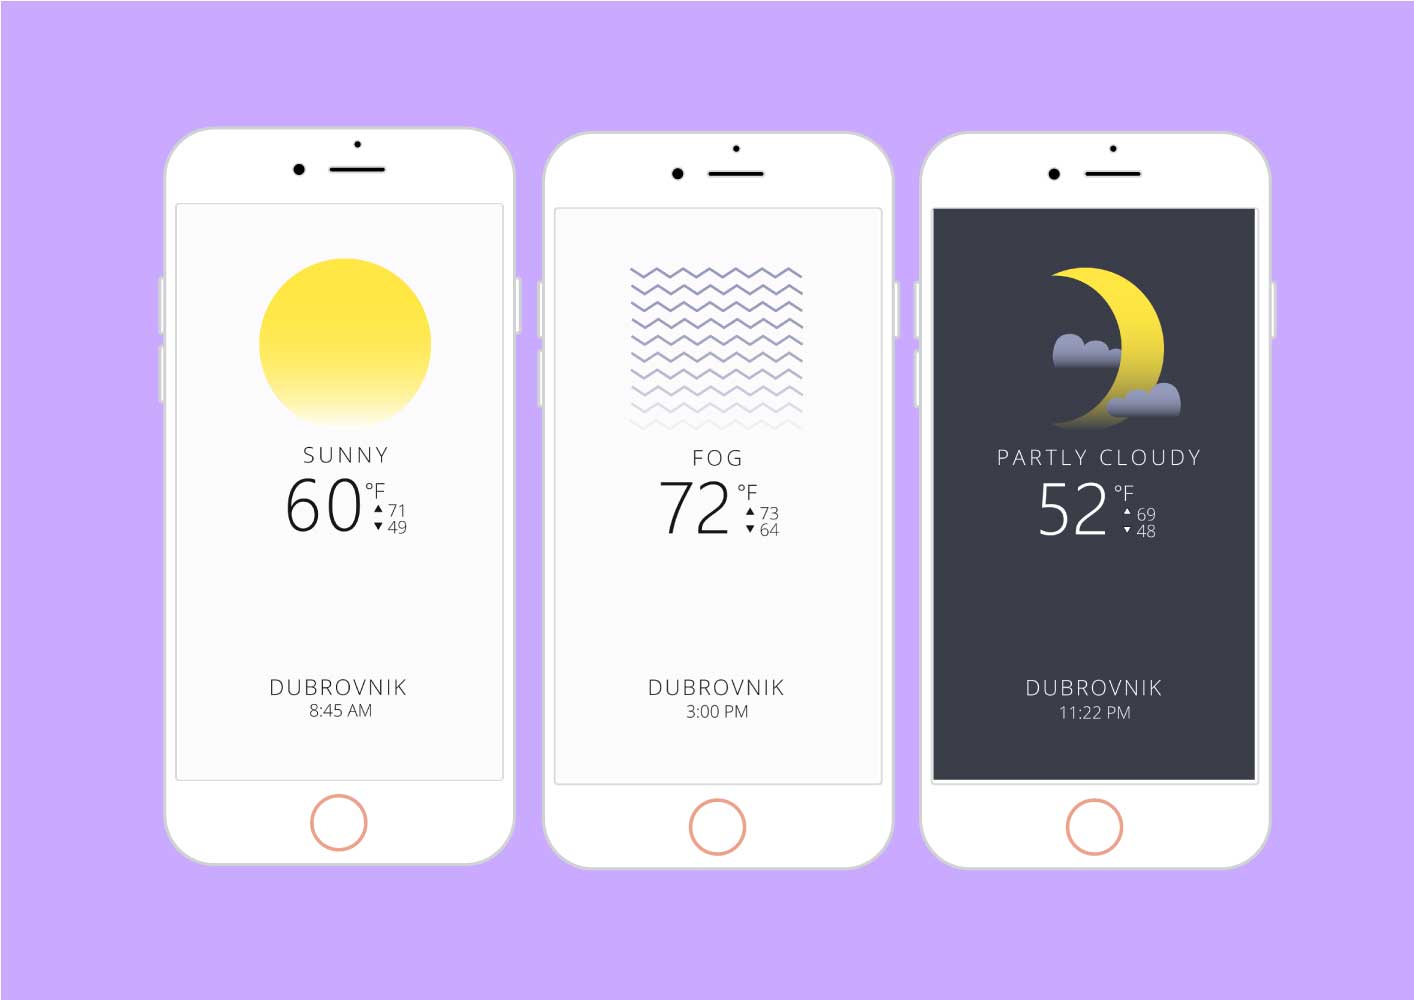 SUNNY
60 °F
▲ 71
▼ 49
DUBROVNIK
8:45 AM
FOG
72 °F
▲ 73
▼ 64
DUBROVNIK
3:00 PM
PARTLY CLOUDY
52 °F
▲ 69
▼ 48
DUBROVNIK
11:22 PM